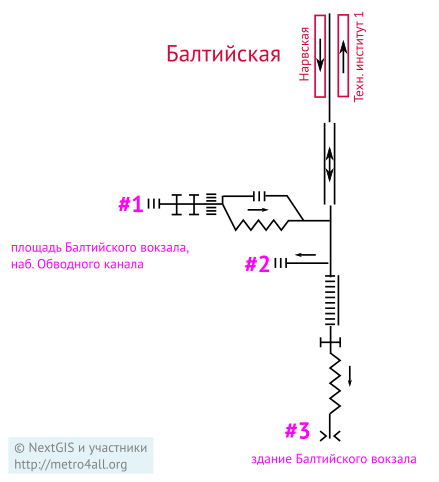 Балтийская
Нарвская
Техн. институт 1
#1
площадь Балтийского вокзала,
наб. Обводного канала
#2
#3
здание Балтийского вокзала
© NextGIS и участники
http://metro4all.org